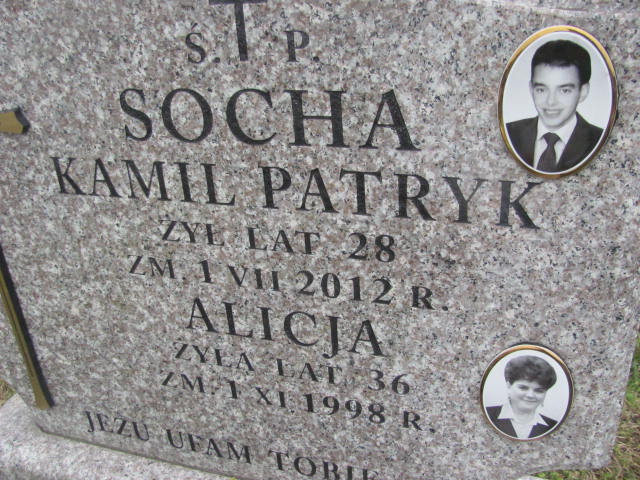 Ś. P.
SOCHA
KAMIL PATRYK
ŻYŁ LAT 28
ZM. 1 VII 2012 R.
ALICJA
ŻYŁA LAT 36
ZM. 1 XI 1998 R.
JEZU UFAM TOBIE